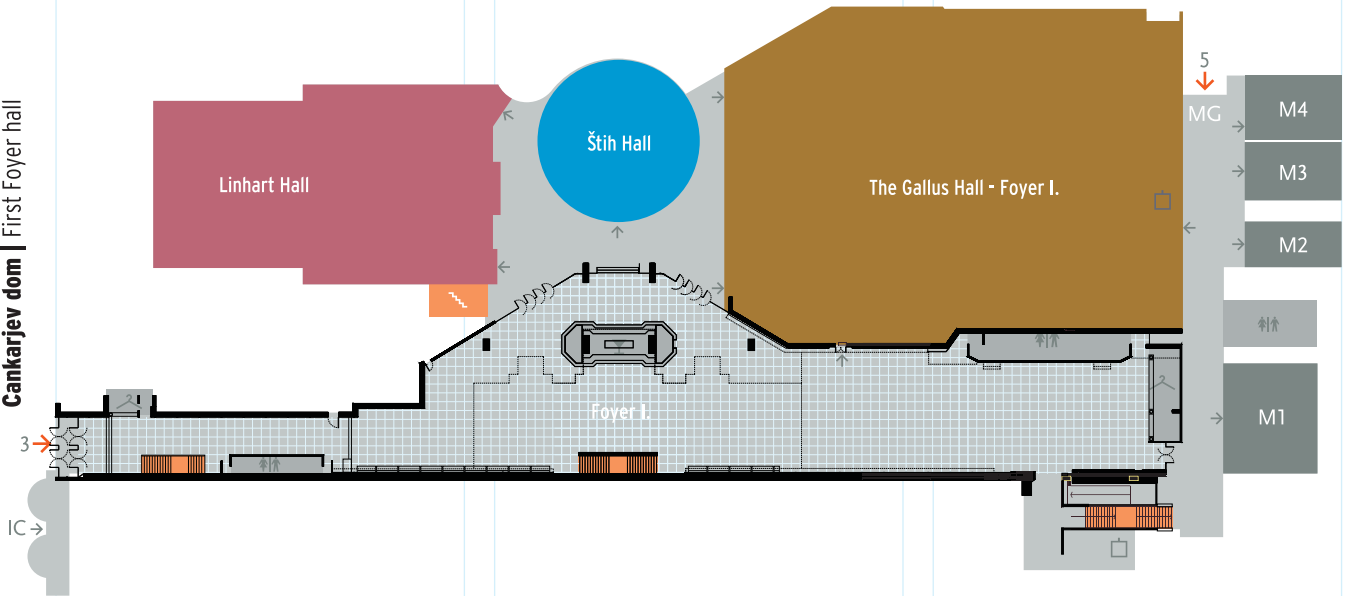 Cankarjev dom | First Foyer hall
5
MG
M4
Štih Hall
M3
Linhart Hall
The Gallus Hall - Foyer I.
M2
Foyer I.
M1
3
IC